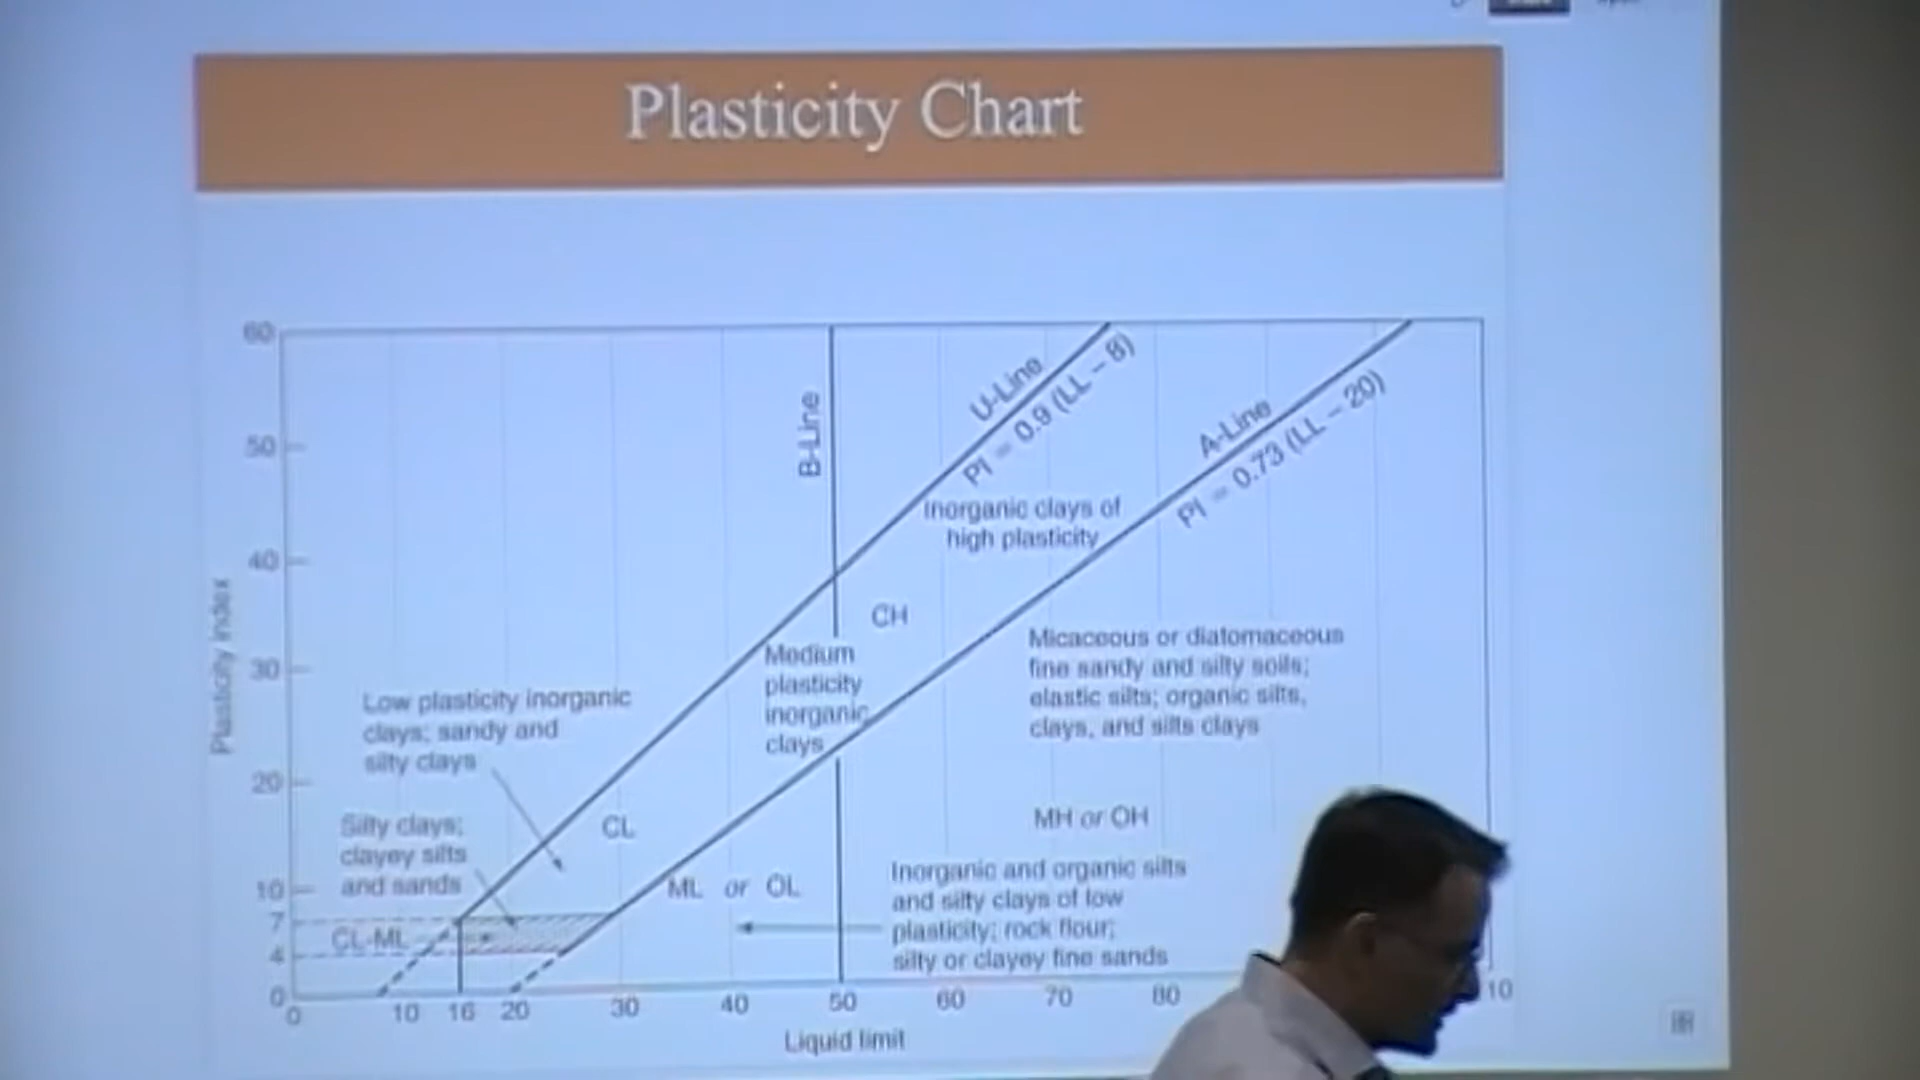 Plasticity Chart
60
50
40
30
20
10
7
4
0
Plasticity index
B-Line
U-Line
PI = 0.9 (LL – 8)
A-Line
PI = 0.73 (LL – 20)
Inorganic clays of
high plasticity
CH
Medium
plasticity
inorganic
clays
Micaceous or diatomaceous
fine sandy and silty soils;
elastic silts; organic silts,
clays, and silts clays
Low plasticity inorganic
clays; sandy and
silty clays
Silty clays;
clayey silts
and sands
CL
CL-ML
ML or OL
MH or OH
Inorganic and organic silts
and silty clays of low
plasticity; rock flour;
silty or clayey fine sands
0 10 16 20 30 40 50 60 70 80 10
Liquid limit